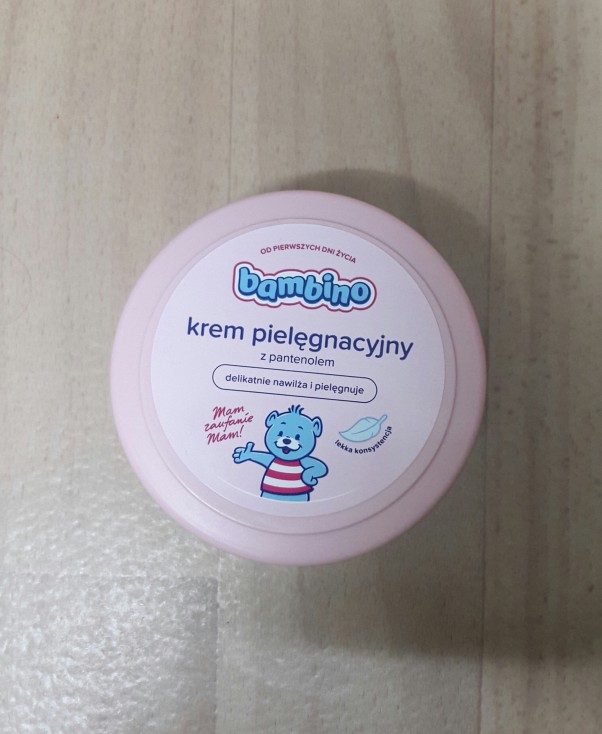 OD PIERWSZYCH DNI ŻYCIA
bambino
krem pielęgnacyjny
z pantenolem
delikatnie nawilża i pielęgnuje
Mam
zaufanie
Mam!
lekka konsystencja